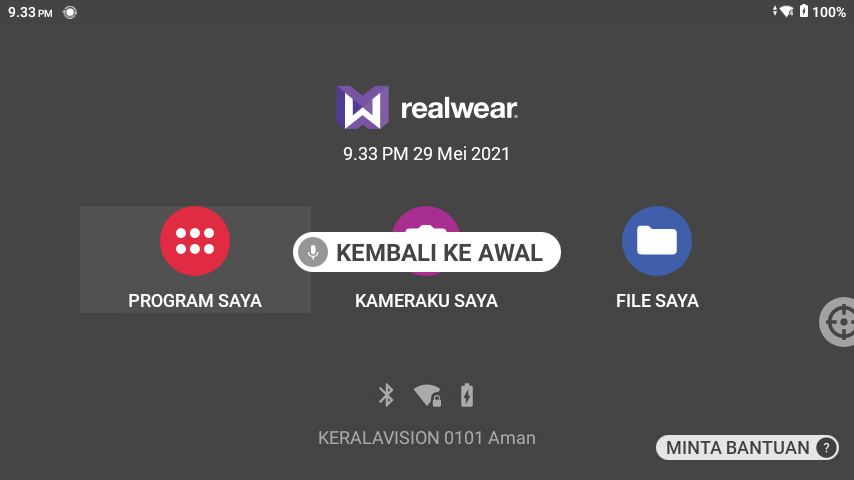 9.33 PM
100%
realwear
9.33 PM 29 Mei 2021
KEMBALI KE AWAL
PROGRAM SAYA
KAMERAKU SAYA
FILE SAYA
KERALAVISION 0101 Aman
MINTA BANTUAN ?